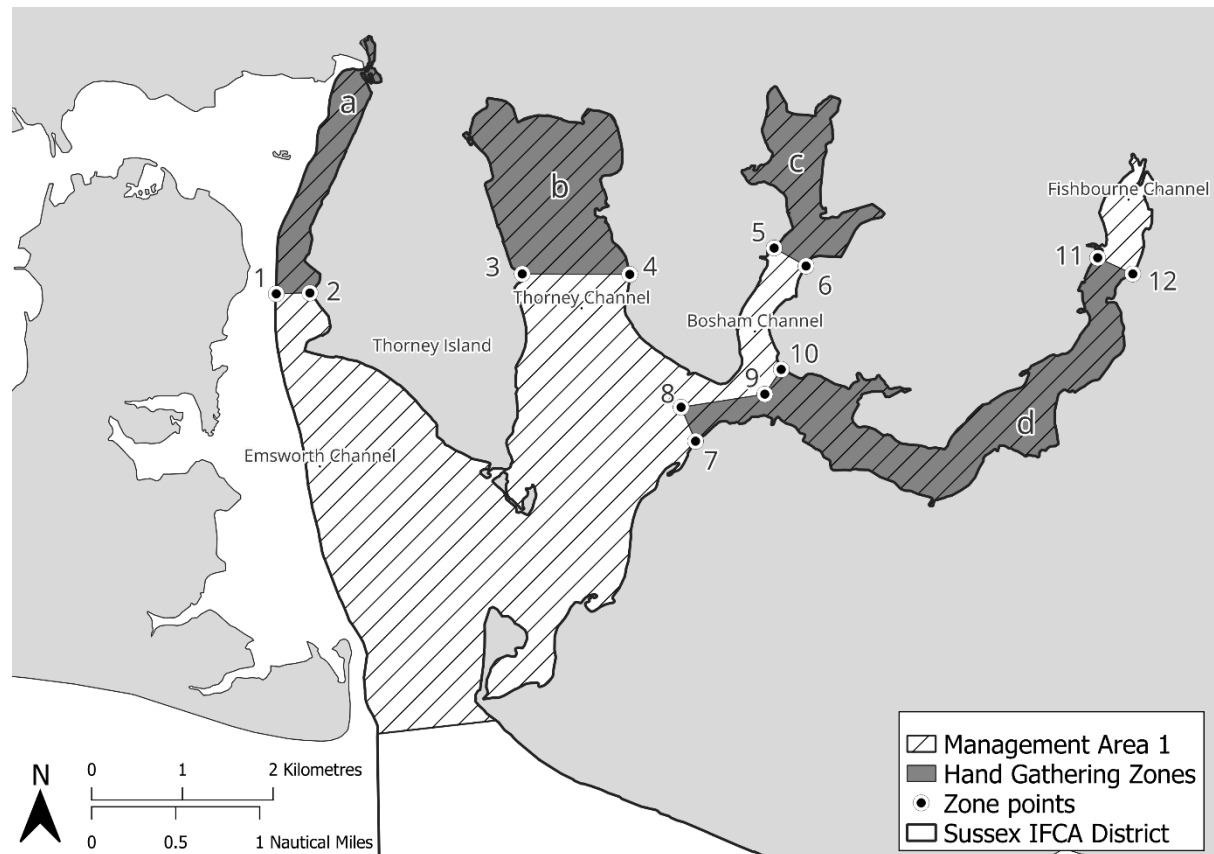 a
b
c
Fishbourne Channel
5
11
6
12
3
4
1
2
Thorney Channel
Bosham Channel
Thorney Island
10
9
8
d
7
Emsworth Channel
Management Area 1
Hand Gathering Zones
Zone points
Sussex IFCA District
N
0 1 2 Kilometres
0 0.5 1 Nautical Miles